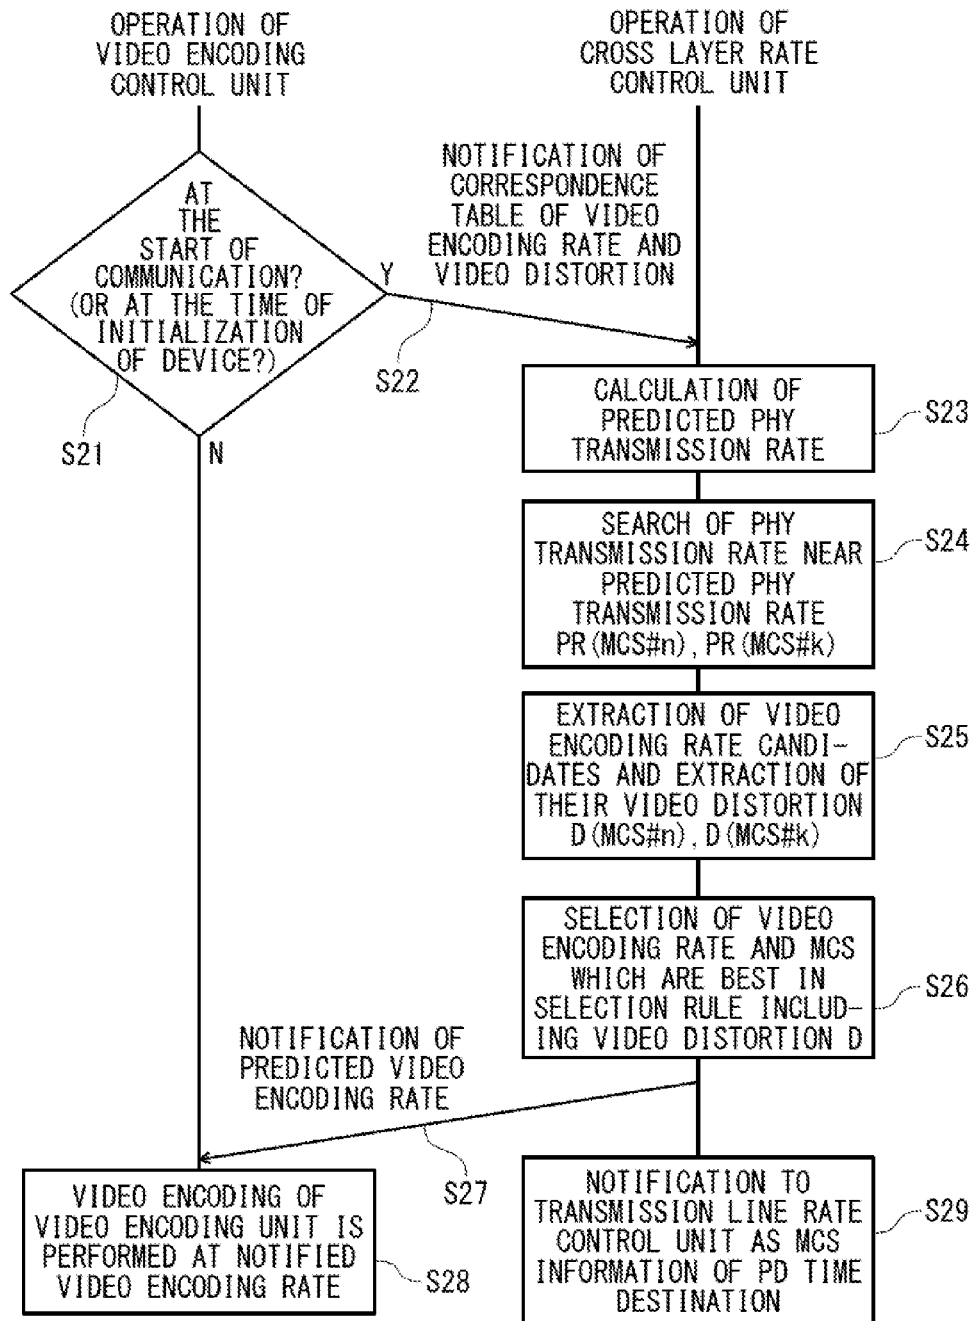 OPERATION OF
VIDEO ENCODING
CONTROL UNIT
OPERATION OF
CROSS LAYER RATE
CONTROL UNIT
AT
THE
START OF
COMMUNICATION?
(OR AT THE TIME OF
INITIALIZATION
OF DEVICE?)
Y
N
S21
NOTIFICATION OF
CORRESPONDENCE
TABLE OF VIDEO
ENCODING RATE AND
VIDEO DISTORTION
S22
CALCULATION OF
PREDICTED PHY
TRANSMISSION RATE
S23
SEARCH OF PHY
TRANSMISSION RATE NEAR
PREDICTED PHY
TRANSMISSION RATE
PR(MCS#n), PR(MCS#k)
S24
EXTRACTION OF VIDEO
ENCODING RATE CANDI-
DATES AND EXTRACTION OF
THEIR VIDEO DISTORTION
D(MCS#n), D(MCS#k)
S25
SELECTION OF VIDEO
ENCODING RATE AND MCS
WHICH ARE BEST IN
SELECTION RULE INCLUD-
ING VIDEO DISTORTION D
S26
NOTIFICATION OF
PREDICTED VIDEO
ENCODING RATE
S27
VIDEO ENCODING OF
VIDEO ENCODING UNIT IS
PERFORMED AT NOTIFIED
VIDEO ENCODING RATE
S28
NOTIFICATION TO
TRANSMISSION LINE RATE
CONTROL UNIT AS MCS
INFORMATION OF PD TIME
DESTINATION
S29